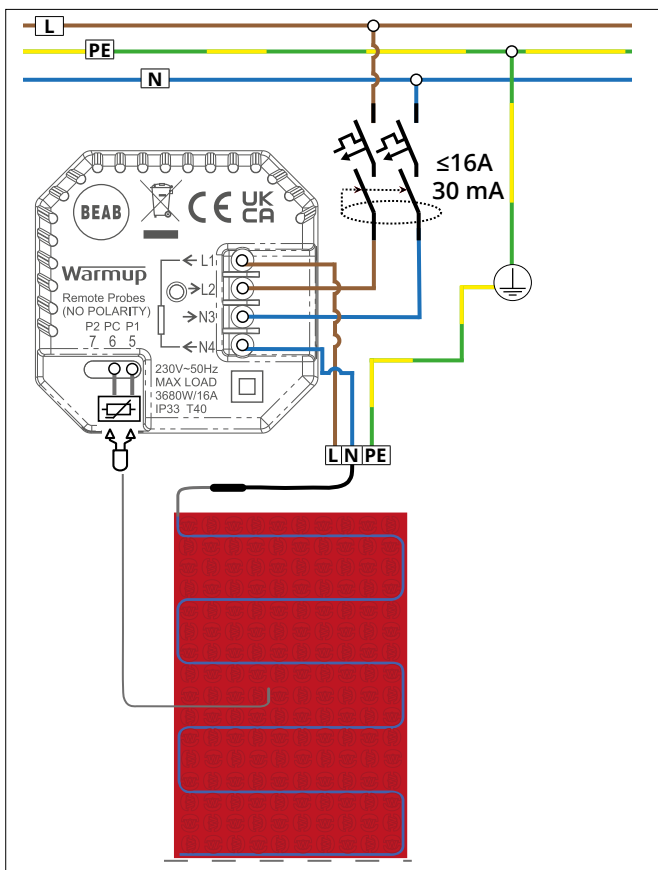 L
PE
N
≤16A
30 mA
BEAB
CE UK CA
Warmup
L1
L2
Remote Probes
(NO POLARITY)
N3
P2 PC P1
7 6 5
N4
230V~50Hz
MAX LOAD
3680W/16A
IP33 T40
L N PE